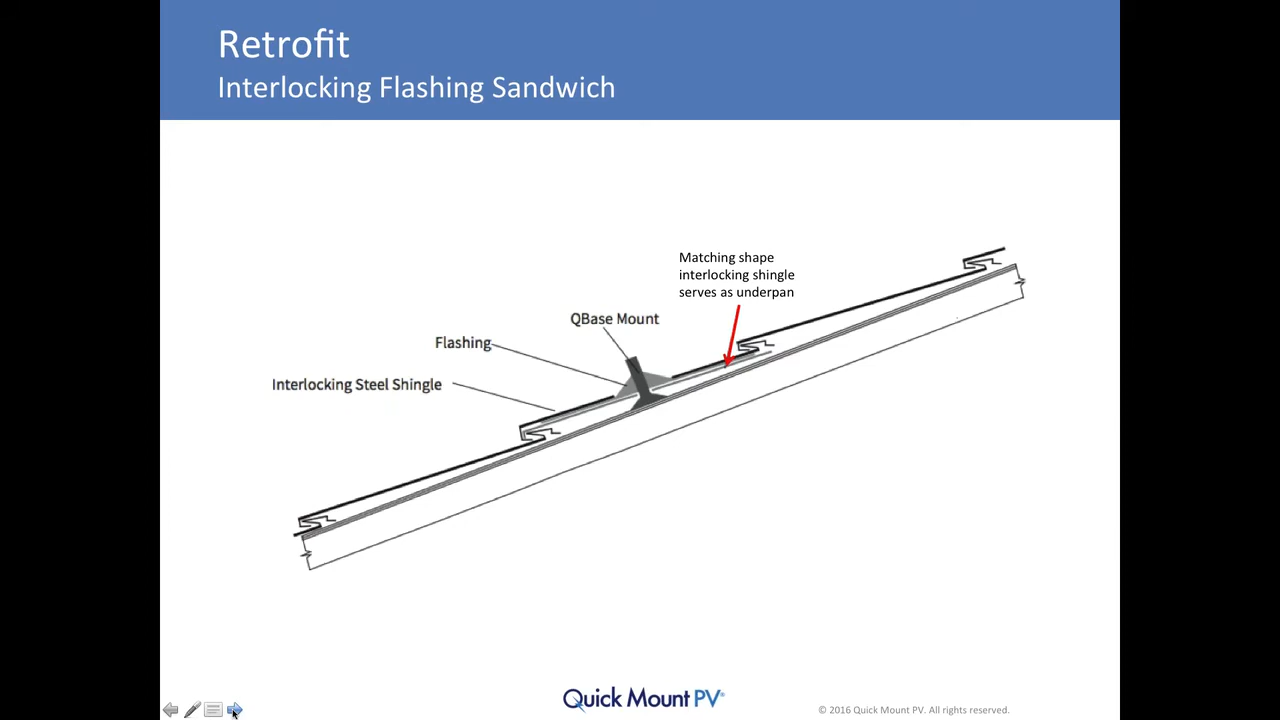 Retrofit
Interlocking Flashing Sandwich
Matching shape
interlocking shingle
serves as underpan
QBase Mount
Flashing
Interlocking Steel Shingle
Quick Mount PV®
© 2016 Quick Mount PV. All rights reserved.